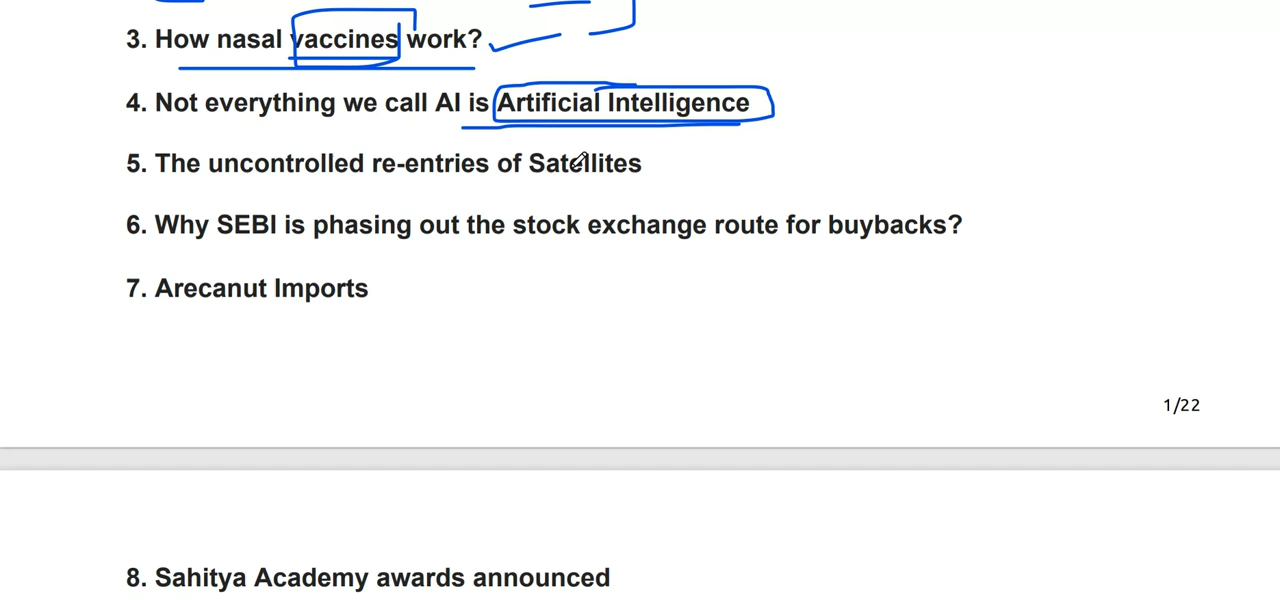 3. How nasal vaccines work?
4. Not everything we call AI is Artificial Intelligence
5. The uncontrolled re-entries of Satellites
6. Why SEBI is phasing out the stock exchange route for buybacks?
7. Arecanut Imports
1/22
8. Sahitya Academy awards announced